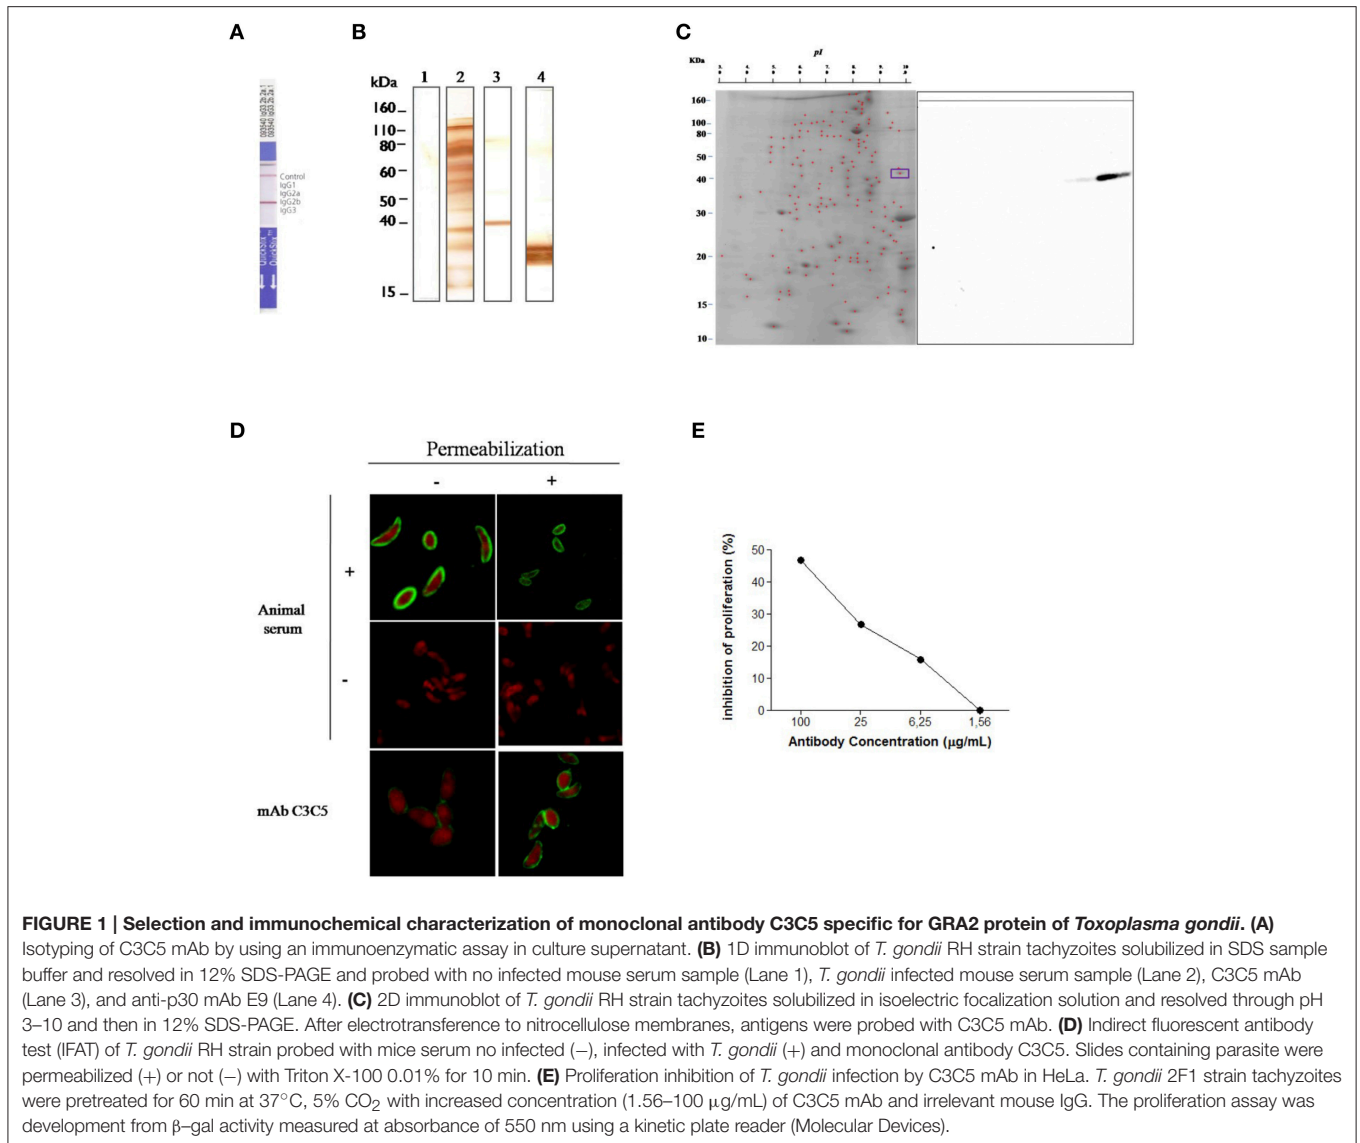 A
B
C
09354D IgG3 2b 2a 1
09354D IgG3 2b 2a 1
Control
IgG1
IgG2a
IgG2b
IgG3
QuickStix™
kDa
1 2 3 4
160
110
80
60
50
40
15
pI
KDa
160
100
80
50
40
30
20
15
10
D
Permeabilization
- +
+
Animal
serum
-
mAb C3C5
E
inhibition of proliferation (%)
50
40
30
20
10
0
100 25 6,25 1,56
Antibody Concentration (μg/mL)
FIGURE 1 | Selection and immunochemical characterization of monoclonal antibody C3C5 specific for GRA2 protein of Toxoplasma gondii. (A)
Isotyping of C3C5 mAb by using an immunoenzymatic assay in culture supernatant. (B) 1D immunoblot of T. gondii RH strain tachyzoites solubilized in SDS sample
buffer and resolved in 12% SDS-PAGE and probed with no infected mouse serum sample (Lane 1), T. gondii infected mouse serum sample (Lane 2), C3C5 mAb
(Lane 3), and anti-p30 mAb E9 (Lane 4). (C) 2D immunoblot of T. gondii RH strain tachyzoites solubilized in isoelectric focalization solution and resolved through pH
3–10 and then in 12% SDS-PAGE. After electrotransference to nitrocellulose membranes, antigens were probed with C3C5 mAb. (D) Indirect fluorescent antibody
test (IFAT) of T. gondii RH strain probed with mice serum no infected (−), infected with T. gondii (+) and monoclonal antibody C3C5. Slides containing parasite were
permeabilized (+) or not (−) with Triton X-100 0.01% for 10 min. (E) Proliferation inhibition of T. gondii infection by C3C5 mAb in HeLa. T. gondii 2F1 strain tachyzoites
were pretreated for 60 min at 37°C, 5% CO₂ with increased concentration (1.56–100 μg/mL) of C3C5 mAb and irrelevant mouse IgG. The proliferation assay was
development from β–gal activity measured at absorbance of 550 nm using a kinetic plate reader (Molecular Devices).